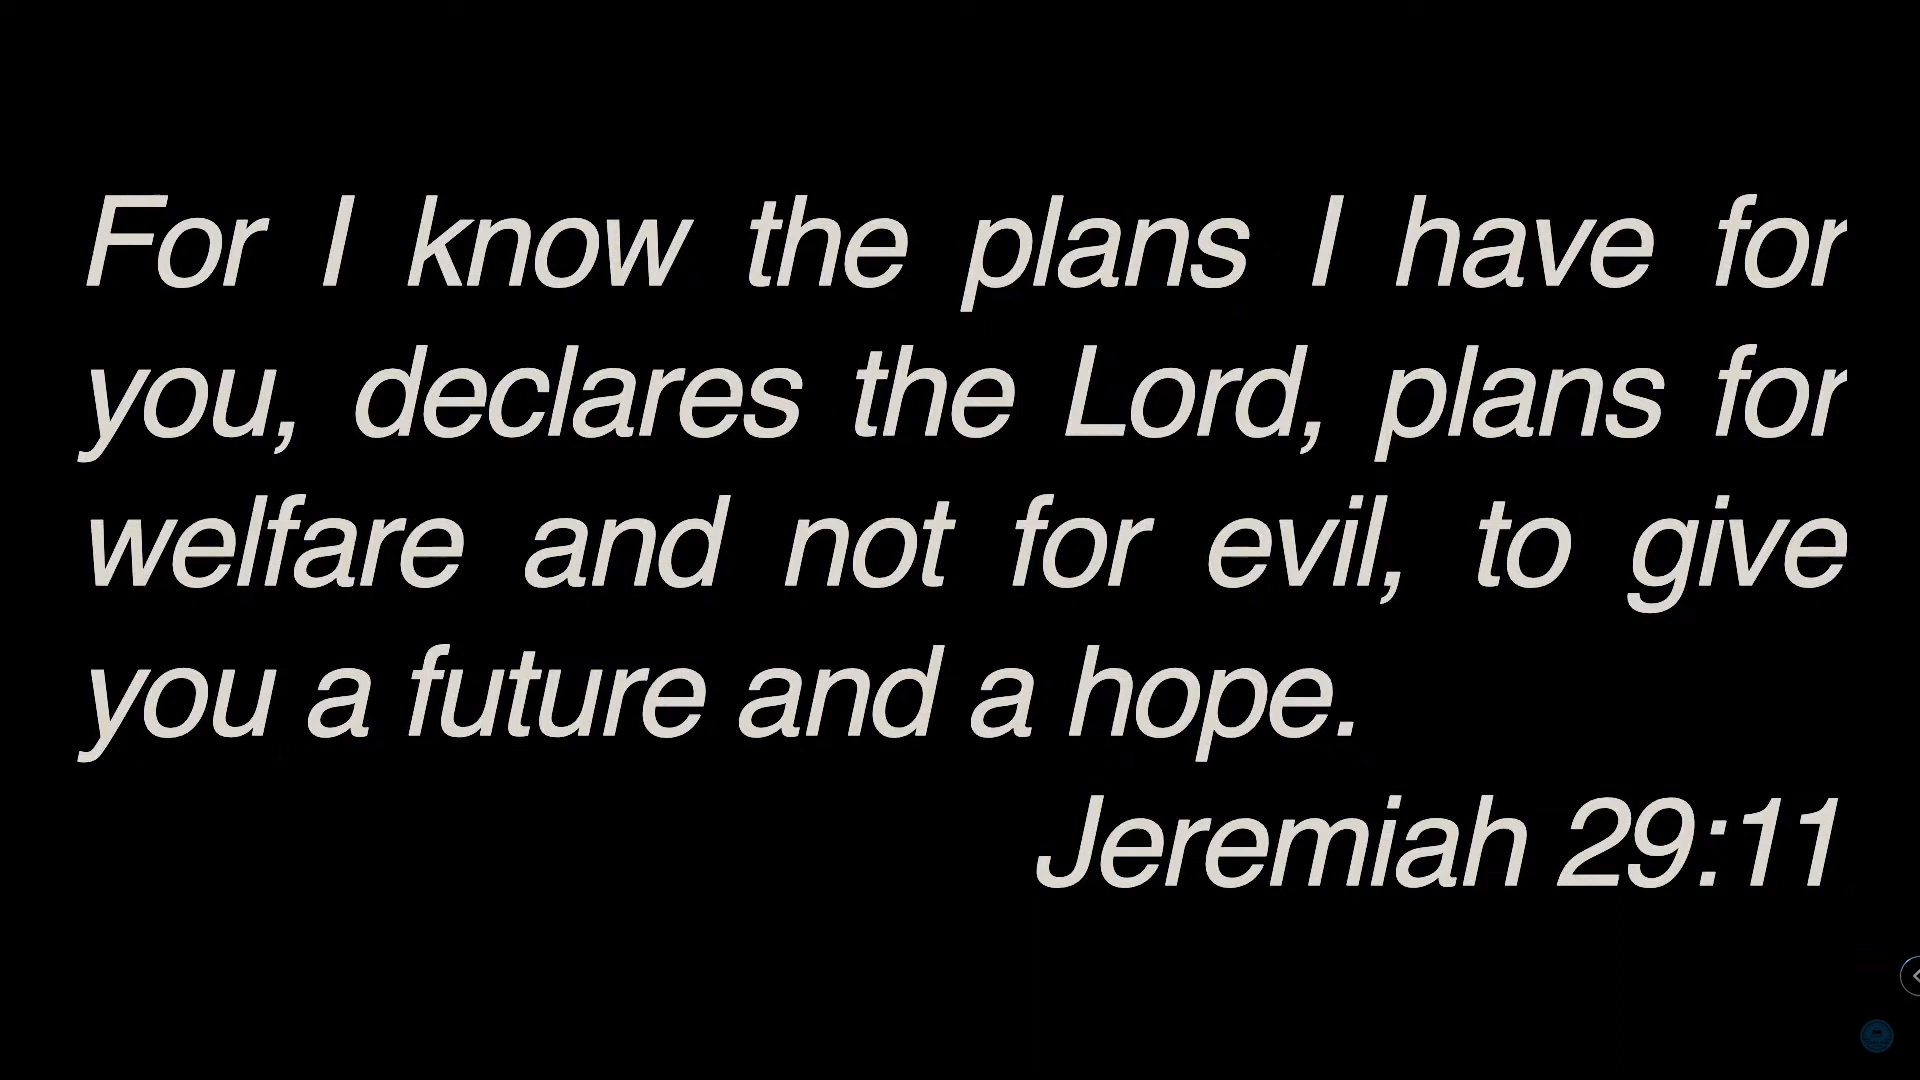 For I know the plans I have for
you, declares the Lord, plans for
welfare and not for evil, to give
you a future and a hope.
Jeremiah 29:11